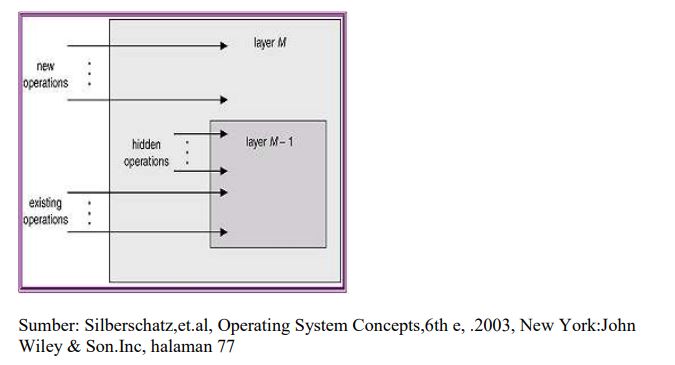 layer M
new
operations
hidden
operations
layer M – 1
existing
operations
Sumber: Silberschatz,et.al, Operating System Concepts,6th e, .2003, New York:John
Wiley & Son.Inc, halaman 77